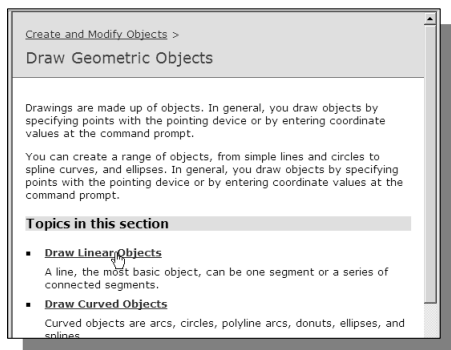 Create and Modify Objects >
Draw Geometric Objects
Drawings are made up of objects. In general, you draw objects by
specifying points with the pointing device or by entering coordinate
values at the command prompt.
You can create a range of objects, from simple lines and circles to
spline curves, and ellipses. In general, you draw objects by specifying
points with the pointing device or by entering coordinate values at the
command prompt.
Topics in this section
▪ Draw Linear Objects
A line, the most basic object, can be one segment or a series of
connected segments.
▪ Draw Curved Objects
Curved objects are arcs, circles, polyline arcs, donuts, ellipses, and
splines